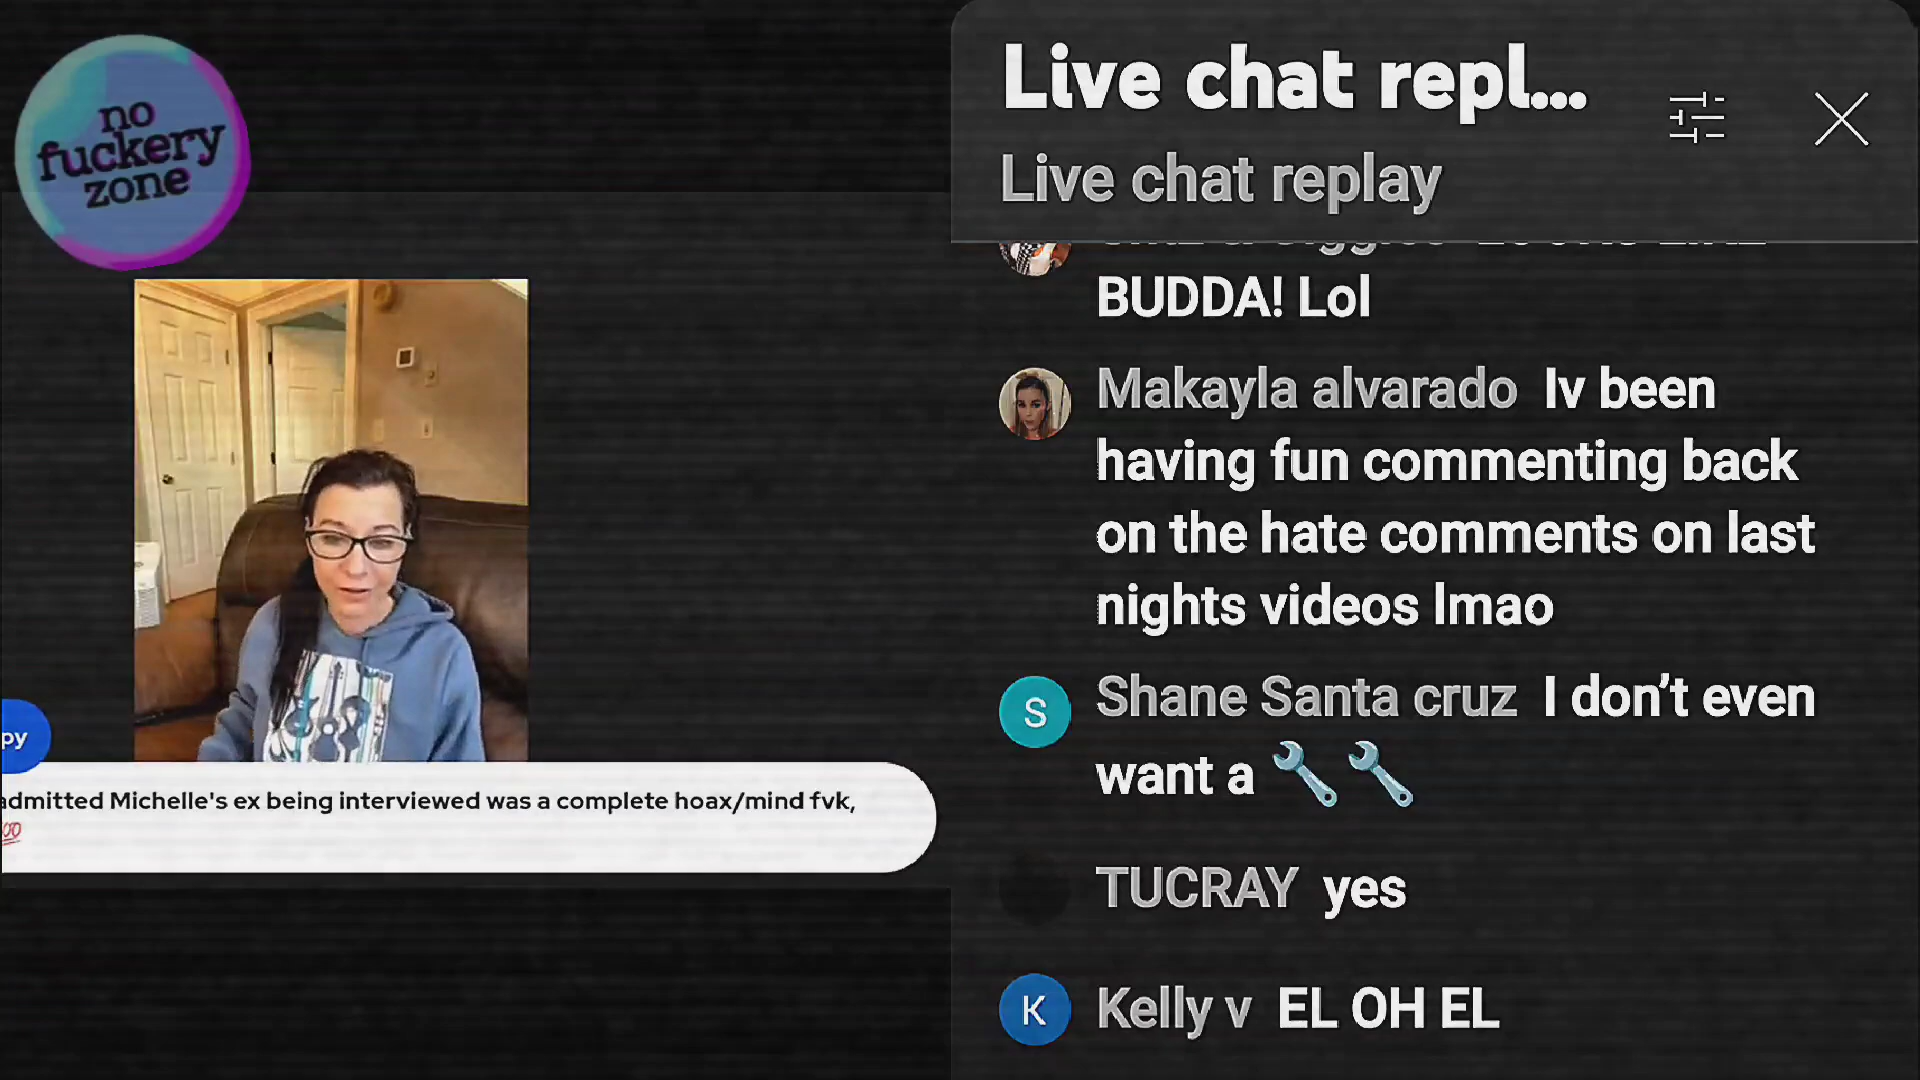 no
fuckery
zone
py
admitted Michelle's ex being interviewed was a complete hoax/mind fvk,
💯
Live chat repl...
Live chat replay
BUDDA! Lol
Makayla alvarado Iv been
having fun commenting back
on the hate comments on last
nights videos lmao
S
Shane Santa cruz I don’t even
want a 🔧🔧
TUCRAY yes
K
Kelly v EL OH EL